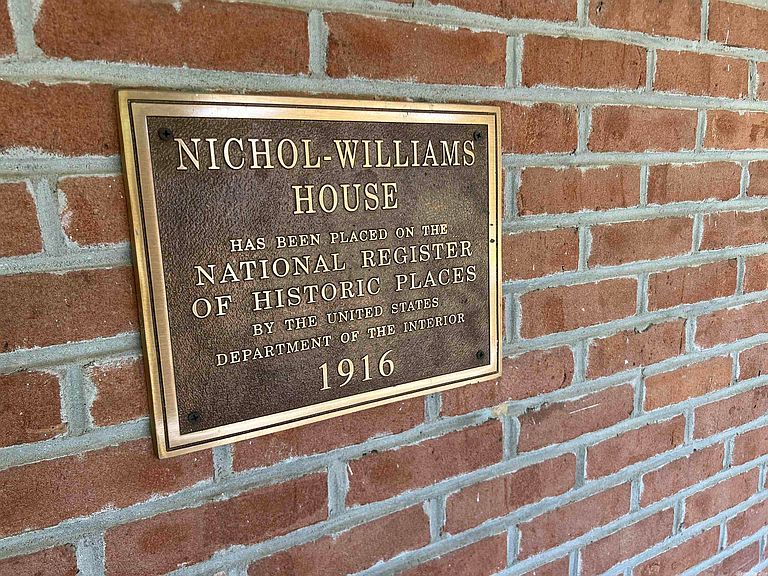 NICHOL-WILLIAMS
HOUSE
HAS BEEN PLACED ON THE
NATIONAL REGISTER
OF HISTORIC PLACES
BY THE UNITED STATES
DEPARTMENT OF THE INTERIOR
1916